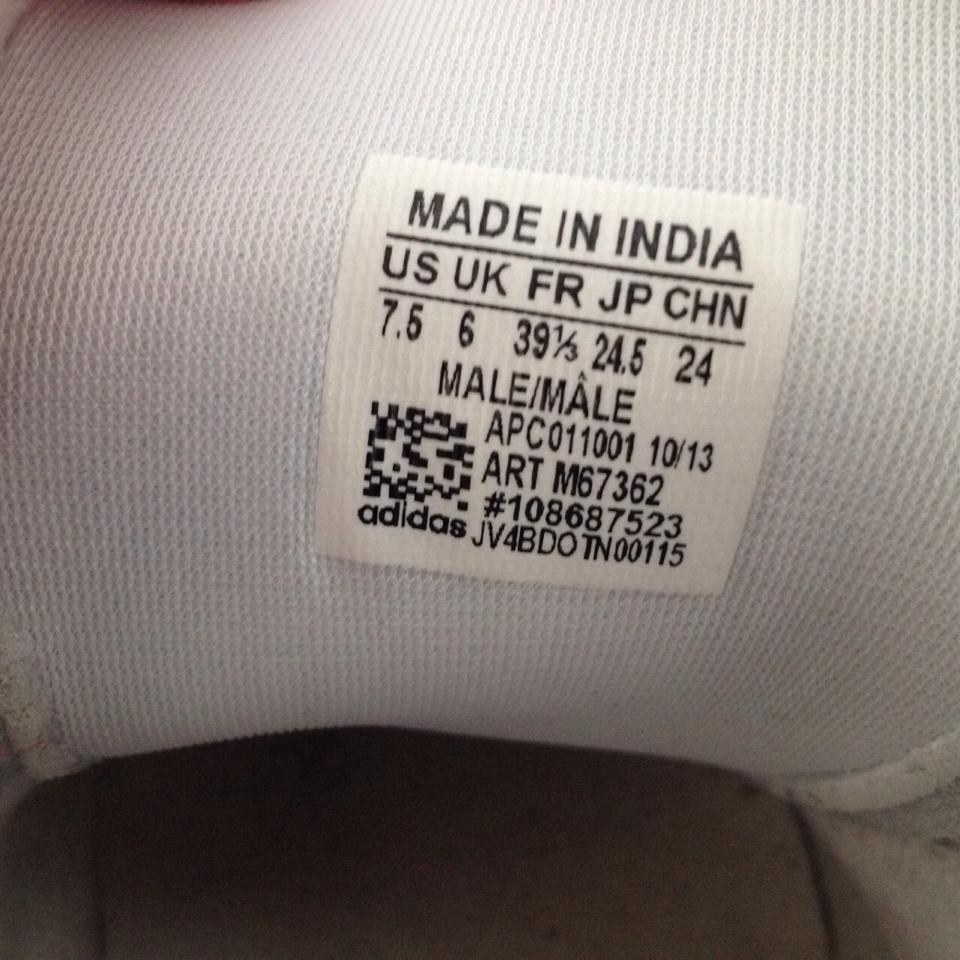 MADE IN INDIA
US UK FR JP CHN
7.5 6 39⅓ 24.5 24
MALE/MÂLE
APC011001 10/13
ART M67362
#108687523
adidas JV4BDOTN00115